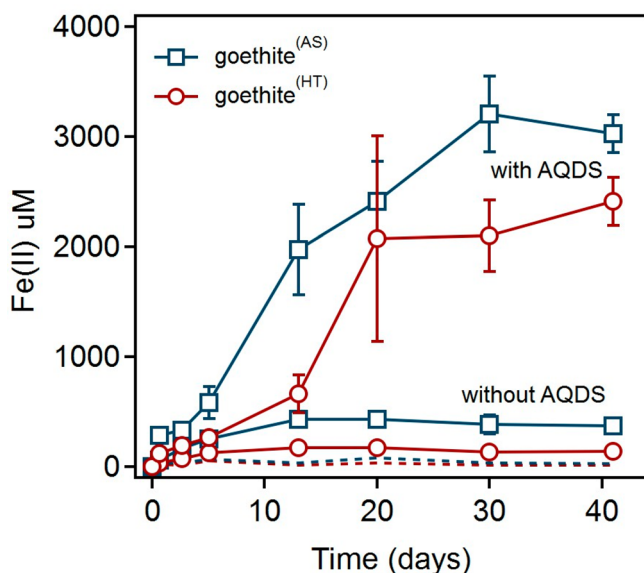 4000
3000
2000
1000
0
Fe(II) uM
goethite(AS)
goethite(HT)
with AQDS
without AQDS
0 10 20 30 40
Time (days)